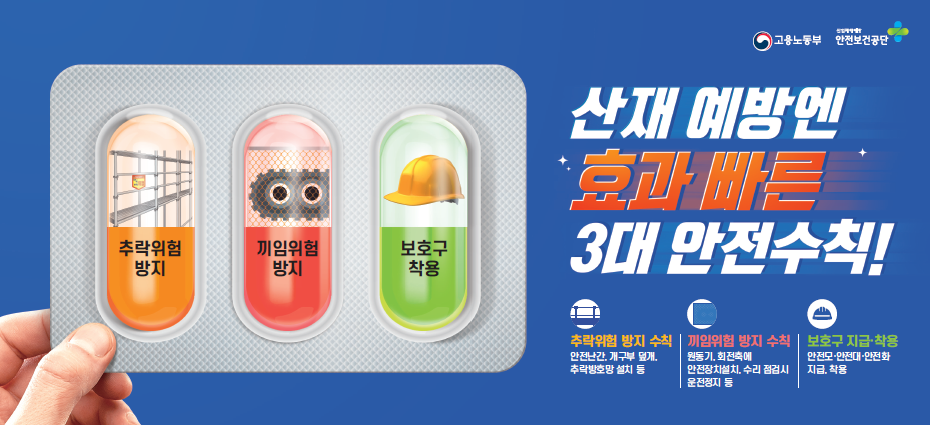 고용노동부
산재예방을
안전보건공단
산재 예방엔
효과 빠른
3대 안전수칙!
추락위험
방지
끼임위험
방지
보호구
착용
추락위험 방지 수칙
안전난간, 개구부 덮개,
추락방호망 설치 등
끼임위험 방지 수칙
원동기, 회전축에
안전장치설치, 수리 점검시
운전정지 등
보호구 지급·착용
안전모·안전대·안전화
지급, 착용